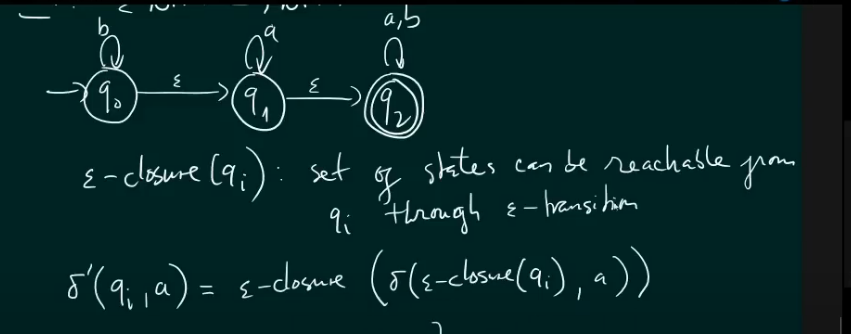 b a a,b
ε ε
q₀ q₁ q₂
ε-closure(qᵢ): set of states can be reachable from
qᵢ through ε-transition
δ'(qᵢ,a) = ε-closure (δ(ε-closure(qᵢ), a))